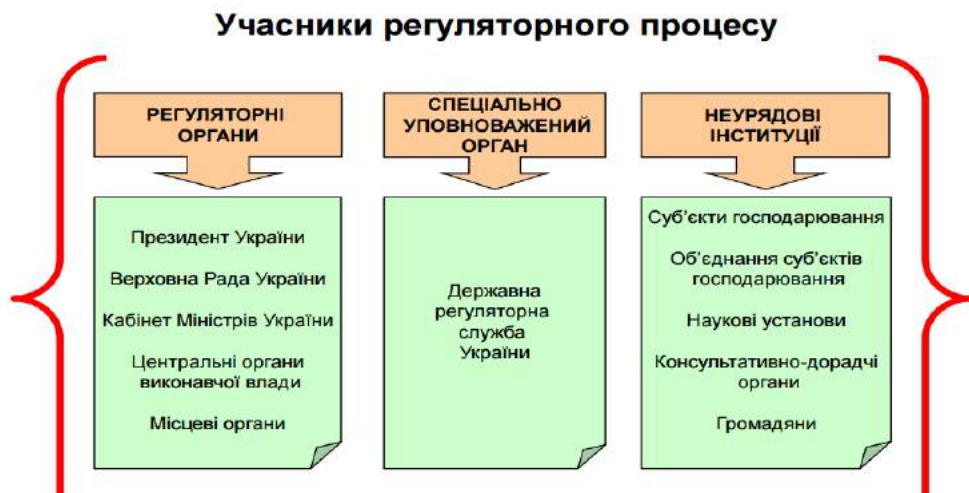 Учасники регуляторного процесу
РЕГУЛЯТОРНІ
ОРГАНИ
Президент України
Верховна Рада України
Кабінет Міністрів України
Центральні органи
виконавчої влади
Місцеві органи
СПЕЦІАЛЬНО
УПОВНОВАЖЕНИЙ
ОРГАН
Державна
регуляторна
служба
України
НЕУРЯДОВІ
ІНСТИТУЦІЇ
Суб'єкти господарювання
Об'єднання суб'єктів
господарювання
Наукові установи
Консультативно-дорадчі
органи
Громадяни